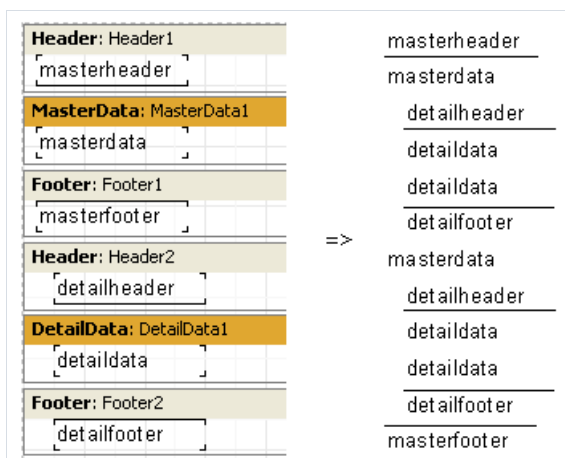 Header: Header1
masterheader
MasterData: MasterData1
masterdata
Footer: Footer1
masterfooter
Header: Header2
detailheader
DetailData: DetailData1
detaildata
Footer: Footer2
detailfooter
=>
masterheader
masterdata
detailheader
detaildata
detaildata
detailfooter
masterdata
detailheader
detaildata
detaildata
detailfooter
masterfooter